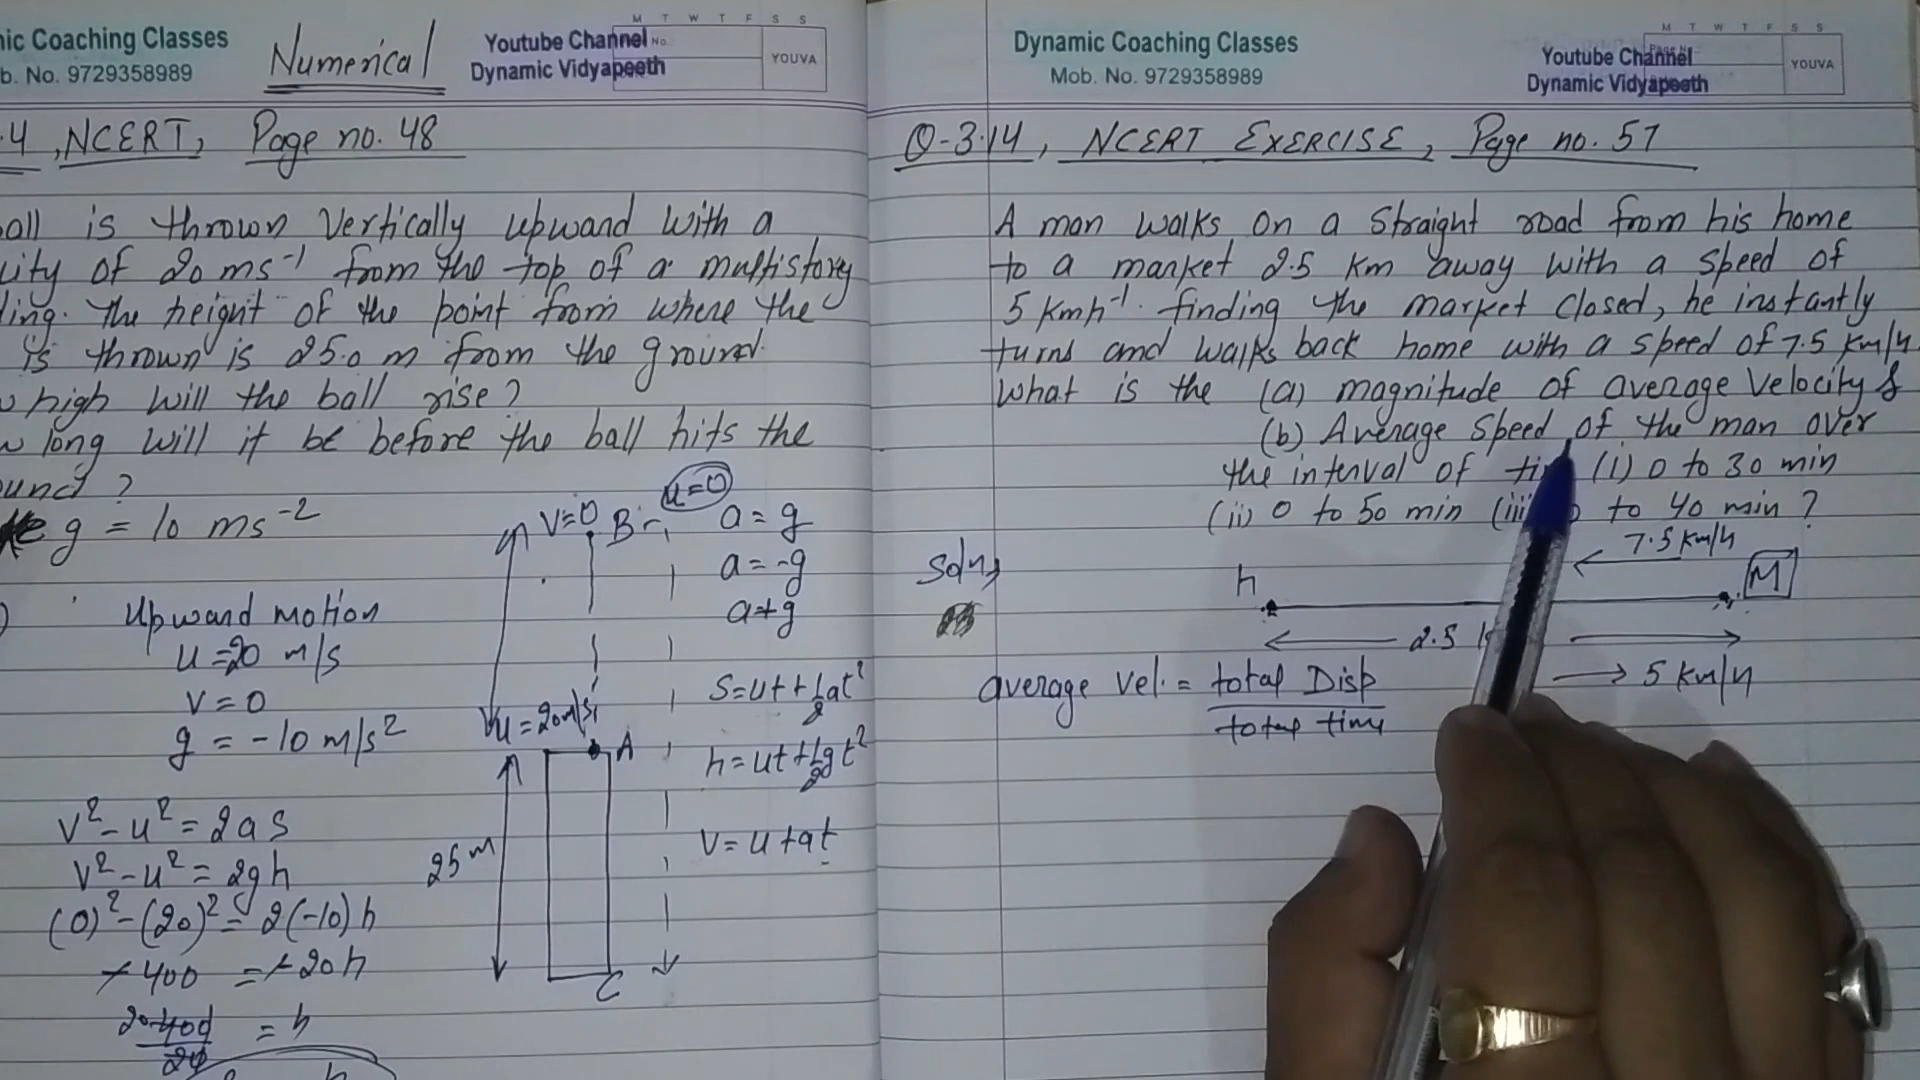 nic Coaching Classes
b. No. 9729358989
Numerical
Youtube Channel
Dynamic Vidyapeeth
M T W T F S S
No.
YOUVA
.4, NCERT, Page no. 48
all is thrown vertically upward with a
city of 20 ms⁻¹ from the top of a multistory
ding. The height of the point from where the
is thrown is 25.0 m from the ground.
w high will the ball rise?
w long will it be before the ball hits the
ound?
g = 10 ms⁻²
V=0 B
u=0
a = g
a = -g
a=+g
Upward motion
u = 20 m/s
v = 0
g = -10 m/s²
u = 20m/s
A
S=ut+½at²
h=ut+½gt²
V = u+at
25 m
C
v² - u² = 2as
v² - u² = 2gh
(0)² - (20)² = 2(-10)h
-400 = -20h
400/20 = h
Dynamic Coaching Classes
Mob. No. 9729358989
Youtube Channel
Dynamic Vidyapeeth
M T W T F S S
YOUVA
Q-3.14, NCERT EXERCISE, Page no. 57
A man walks on a straight road from his home
to a market 2.5 km away with a speed of
5 kmh⁻¹. finding the market closed, he instantly
turns and walks back home with a speed of 7.5 km/h
What is the (a) magnitude of average velocity &
(b) Average speed of the man over
the interval of (i) 0 to 30 min
(ii) 0 to 50 min (iii) to 40 min ?
Soln,
7.5 km/h
h
M
2.5
5 km/h
average vel. = total Disp / total time